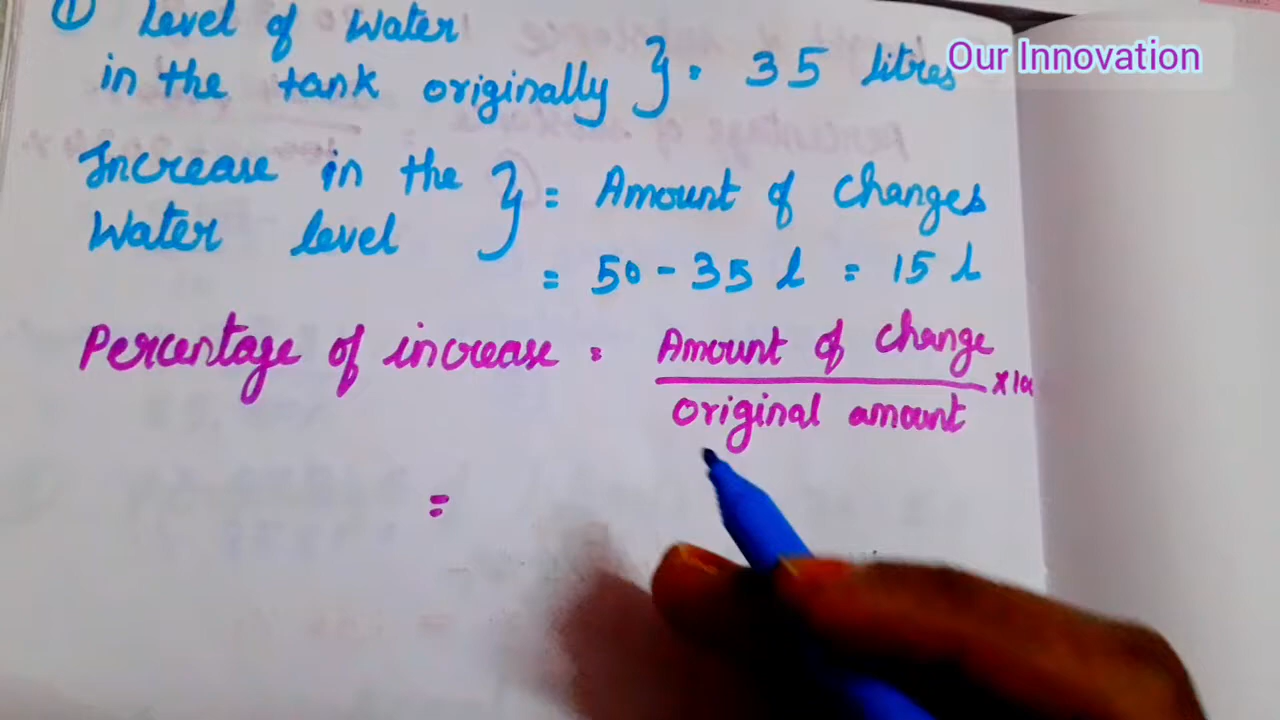 ① Level of Water
in the tank originally } = 35 litres
Our Innovation
Increase in the
Water level } = Amount of changes
= 50 - 35 l = 15 l
Percentage of increase = Amount of change
original amount × 10
=